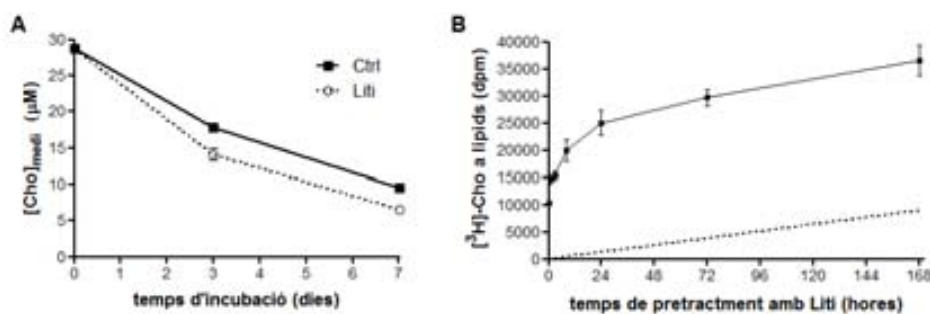 A
[Cho]medi (µM)
30
25
20
15
10
5
0
Ctrl
Liti
0 1 2 3 4 5 6 7
temps d'incubació (dies)
B
[³H]-Cho a lipids (dpm)
40000
35000
30000
25000
20000
15000
10000
5000
0
0 24 48 72 96 120 144 168
temps de pretractment amb Liti (hores)